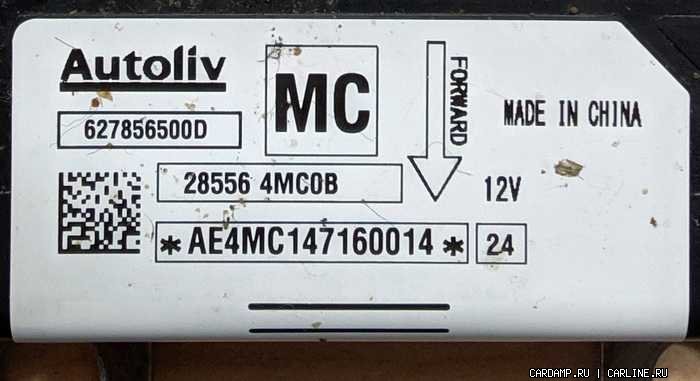 Autoliv
MC
FORWARD
MADE IN CHINA
627856500D
28556 4MC0B
12V
*AE4MC147160014*
24
CARDAMP.RU | CARLINE.RU